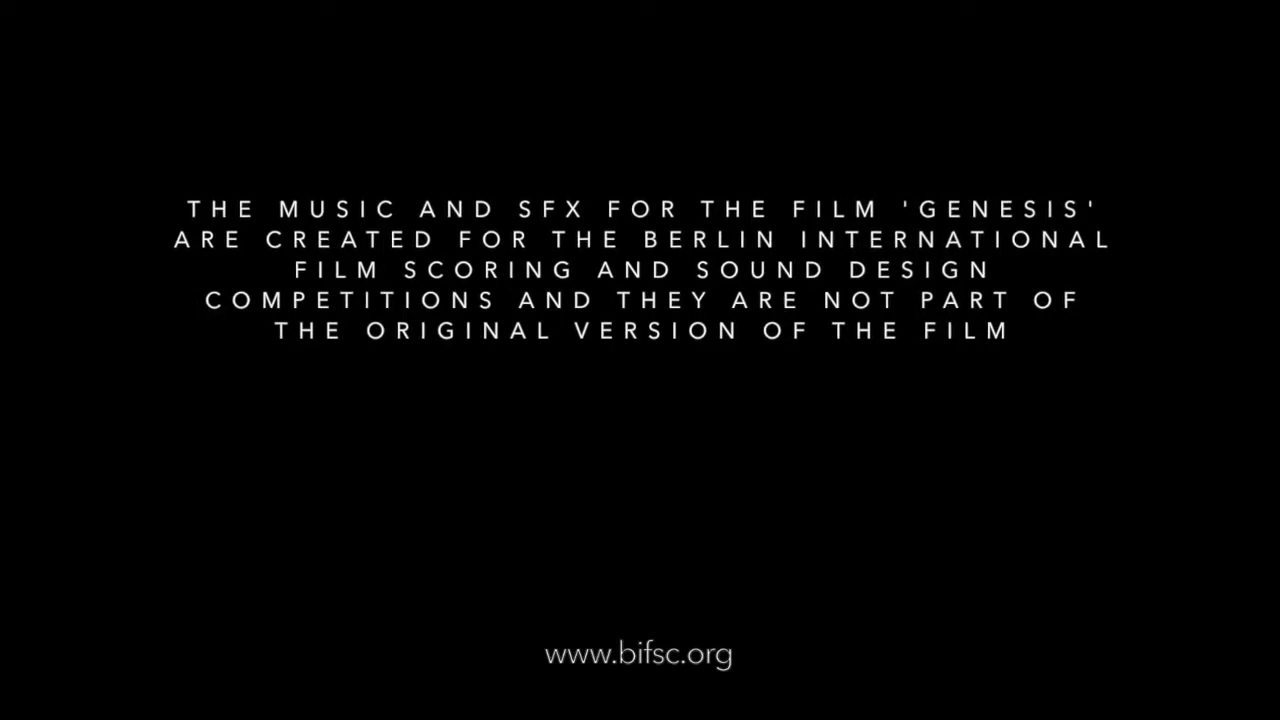 THE MUSIC AND SFX FOR THE FILM 'GENESIS'
ARE CREATED FOR THE BERLIN INTERNATIONAL
FILM SCORING AND SOUND DESIGN
COMPETITIONS AND THEY ARE NOT PART OF
THE ORIGINAL VERSION OF THE FILM
www.bifsc.org